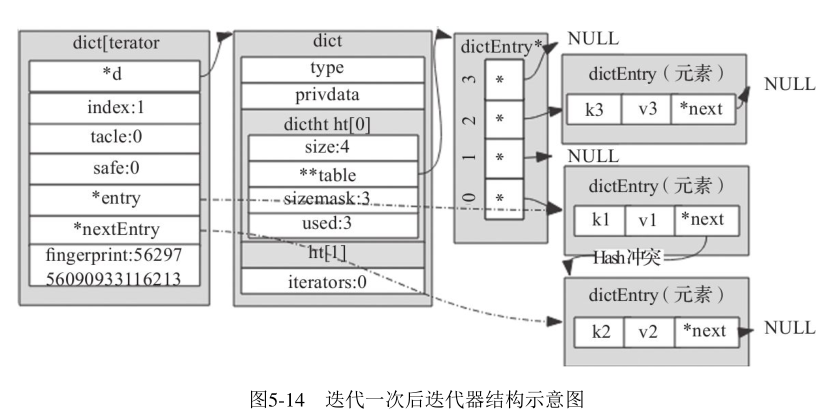 dict[terator
*d
index:1
tacle:0
safe:0
*entry
*nextEntry
fingerprint:56297
56090933116213
dict
type
privdata
dictht ht[0]
size:4
**table
sizemask:3
used:3
ht[1]
iterators:0
dictEntry*
3 *
2 *
1 *
0 *
NULL
dictEntry（元素）
k3 v3 *next
NULL
NULL
dictEntry（元素）
k1 v1 *next
Hash冲突
dictEntry（元素）
k2 v2 *next
NULL
图5-14 迭代一次后迭代器结构示意图